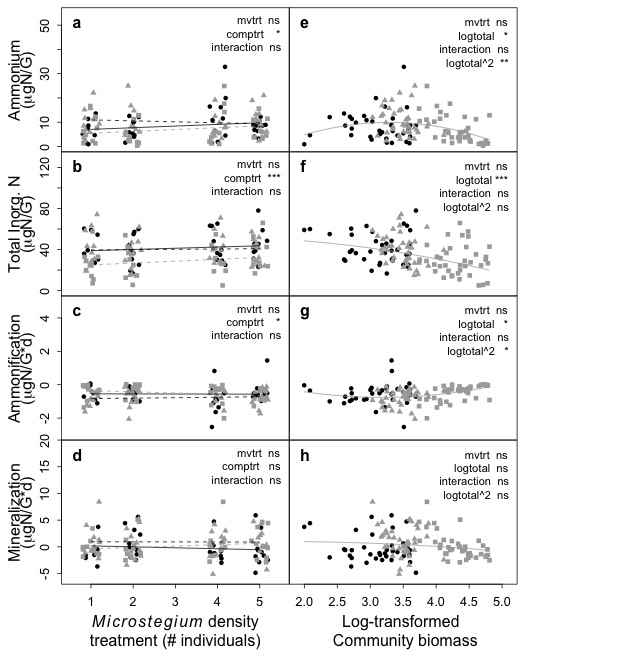 a
mvtrt ns
comptrt *
interaction ns
e
mvtrt ns
logtotal *
interaction ns
logtotal^2 **
Ammonium
(μgN/G)
50
30
10
0
b
mvtrt ns
comptrt ***
interaction ns
f
mvtrt ns
logtotal ***
interaction ns
logtotal^2 ns
Total Inorg. N
(μgN/G)
120
80
40
0
c
mvtrt ns
comptrt *
interaction ns
g
mvtrt ns
logtotal *
interaction ns
logtotal^2 *
Ammonification
(μgN/G*d)
4
2
0
-2
d
mvtrt ns
comptrt ns
interaction ns
h
mvtrt ns
logtotal ns
interaction ns
logtotal^2 ns
Mineralization
(μgN/G*d)
20
15
10
5
0
-5
1 2 3 4 5
2.0 2.5 3.0 3.5 4.0 4.5 5.0
Microstegium density
treatment (# individuals)
Log-transformed
Community biomass